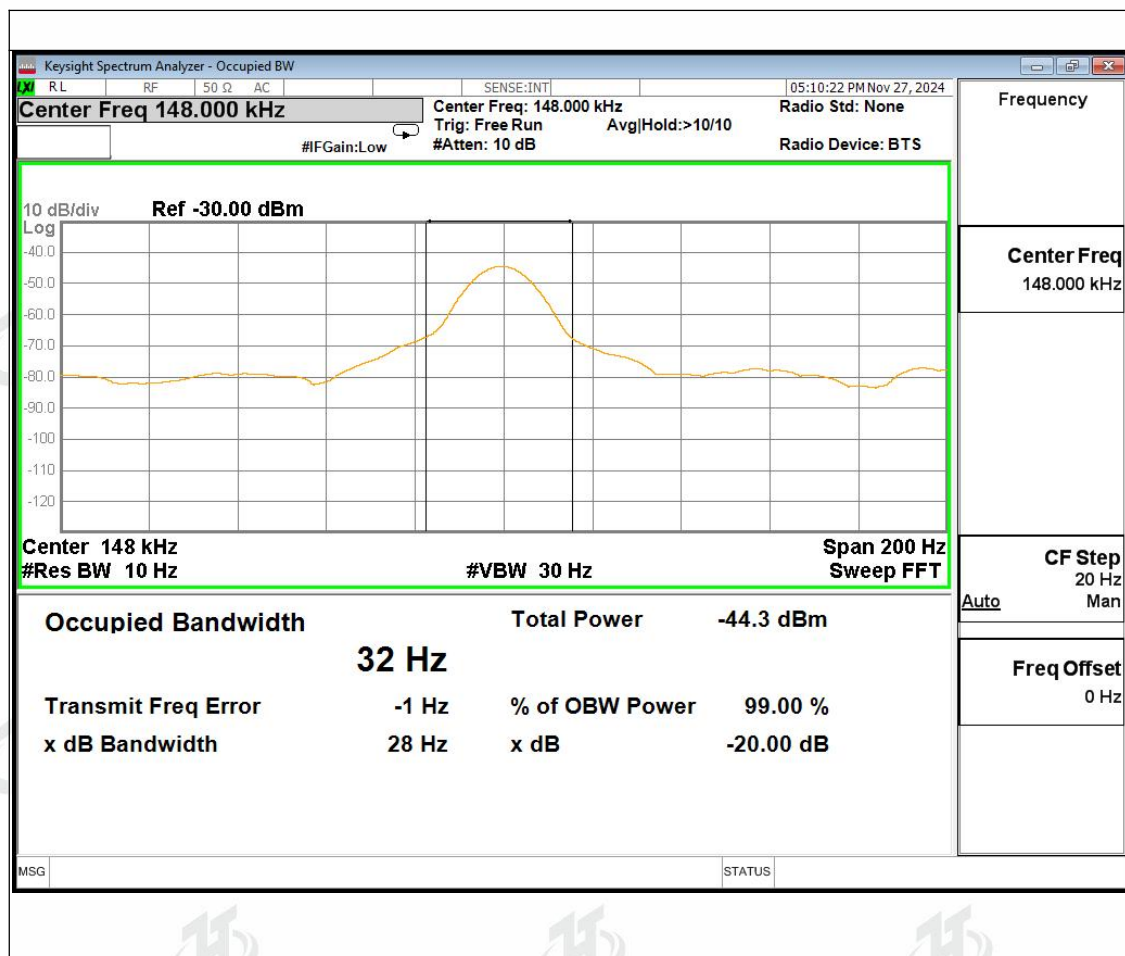 Keysight Spectrum Analyzer - Occupied BW
LXI RL RF 50 Ω AC SENSE:INT 05:10:22 PM Nov 27, 2024
Center Freq 148.000 kHz
Center Freq: 148.000 kHz Radio Std: None
Trig: Free Run Avg|Hold:>10/10
#IFGain:Low #Atten: 10 dB Radio Device: BTS
10 dB/div Ref -30.00 dBm
Log
-40.0
-50.0
-60.0
-70.0
-80.0
-90.0
-100
-110
-120
Center 148 kHz Span 200 Hz
#Res BW 10 Hz #VBW 30 Hz Sweep FFT
Occupied Bandwidth Total Power -44.3 dBm
32 Hz
Transmit Freq Error -1 Hz % of OBW Power 99.00 %
x dB Bandwidth 28 Hz x dB -20.00 dB
MSG STATUS
Frequency
Center Freq
148.000 kHz
CF Step
20 Hz
Auto Man
Freq Offset
0 Hz